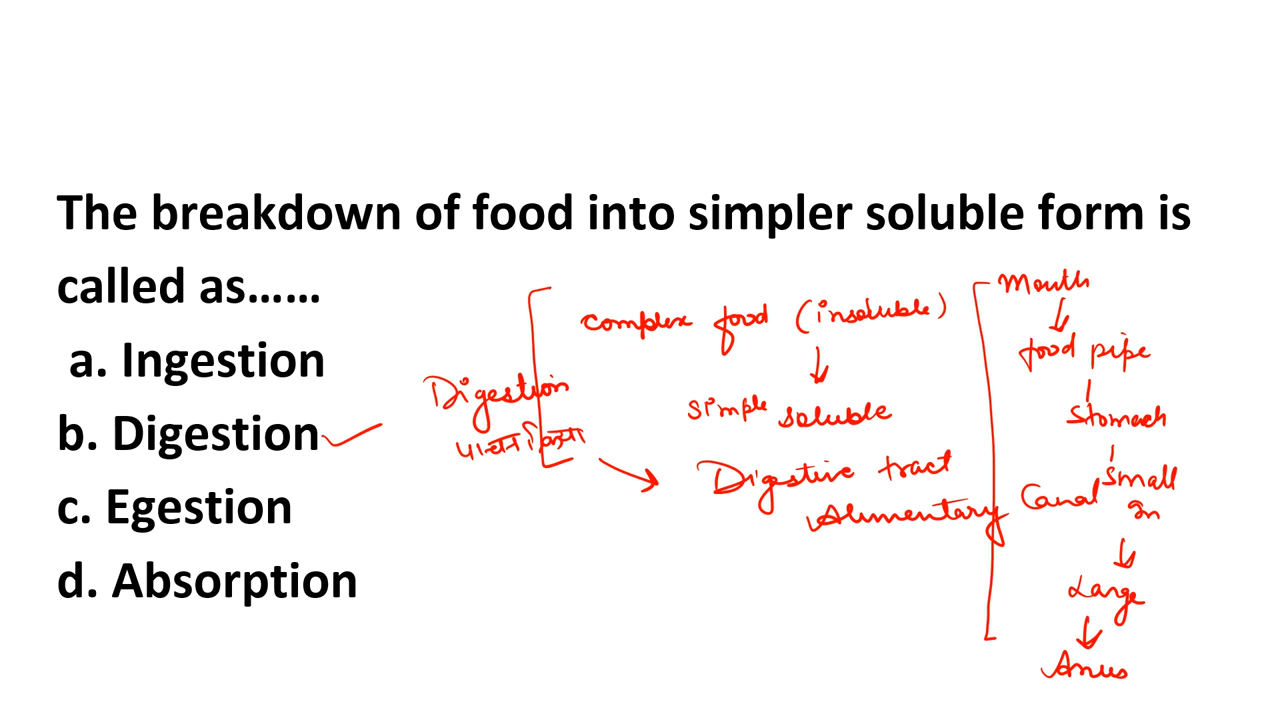 The breakdown of food into simpler soluble form is
called as......
a. Ingestion
b. Digestion
c. Egestion
d. Absorption
Digestion
complex food (insoluble)
simple soluble
Digestive tract
Alimentary Canal
Mouth
food pipe
Stomach
Small
In
Large
Anus